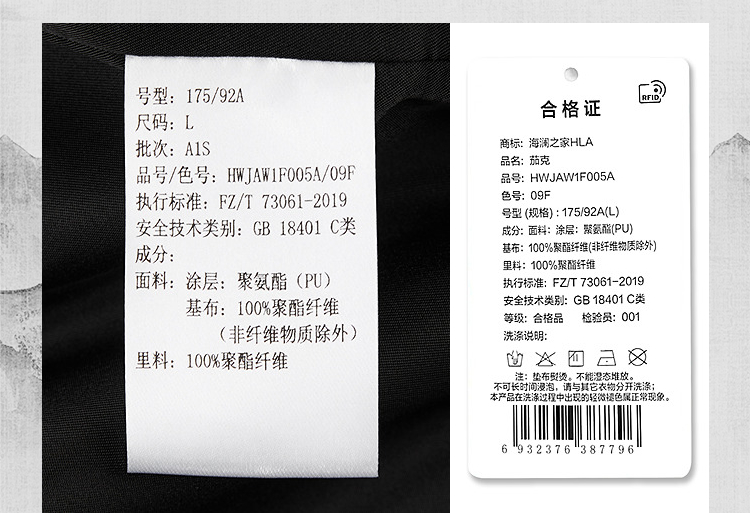 号型: 175/92A
尺码: L
批次: A1S
品号/色号: HWJAW1F005A/09F
执行标准: FZ/T 73061-2019
安全技术类别: GB 18401 C类
成分:
面料: 涂层: 聚氨酯 (PU)
基布: 100%聚酯纤维
(非纤维物质除外)
里料: 100%聚酯纤维
RFID
合格证
商标: 海澜之家HLA
品名: 茄克
品号: HWJAW1F005A
色号: 09F
号型 (规格) : 175/92A(L)
成分: 面料: 涂层: 聚氨酯(PU)
基布: 100%聚酯纤维(非纤维物质除外)
里料: 100%聚酯纤维
执行标准: FZ/T 73061-2019
安全技术类别: GB 18401 C类
等级: 合格品 检验员: 001
洗涤说明:
注: 垫布熨烫。不能湿态堆放。
不可长时间浸泡, 请与其它衣物分开洗涤;
本产品在洗涤过程中出现的轻微褪色属正常现象。
6 932376 387796